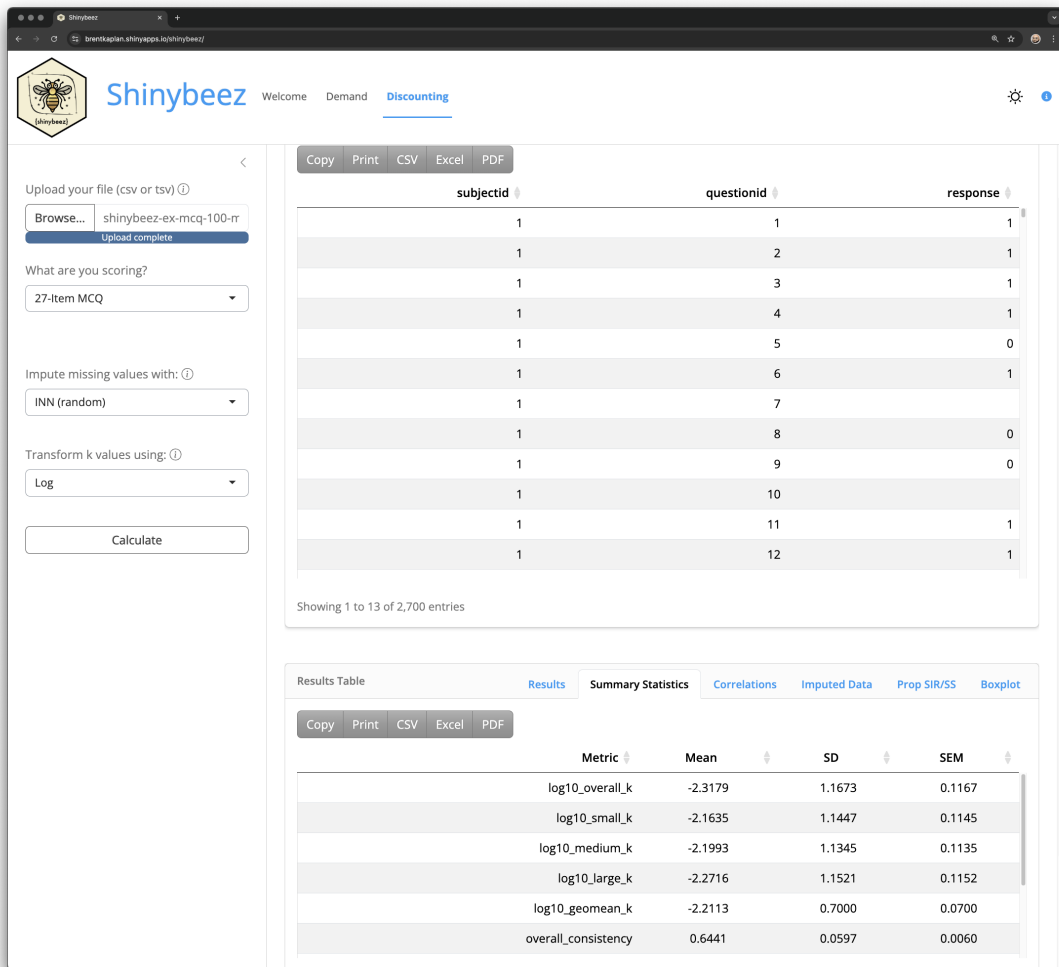 Shinybeez
brentkaplan.shinyapps.io/shinybeez/
{shinybeez}
Shinybeez Welcome Demand Discounting
Upload your file (csv or tsv)
Browse... shinybeez-ex-mcq-100-m
Upload complete
What are you scoring?
27-Item MCQ
Impute missing values with:
INN (random)
Transform k values using:
Log
Calculate
Copy Print CSV Excel PDF
subjectid questionid response
1 1 1
1 2 1
1 3 1
1 4 1
1 5 0
1 6 1
1 7
1 8 0
1 9 0
1 10
1 11 1
1 12 1
Showing 1 to 13 of 2,700 entries
Results Table Results Summary Statistics Correlations Imputed Data Prop SIR/SS Boxplot
Copy Print CSV Excel PDF
Metric Mean SD SEM
log10_overall_k -2.3179 1.1673 0.1167
log10_small_k -2.1635 1.1447 0.1145
log10_medium_k -2.1993 1.1345 0.1135
log10_large_k -2.2716 1.1521 0.1152
log10_geomean_k -2.2113 0.7000 0.0700
overall_consistency 0.6441 0.0597 0.0060